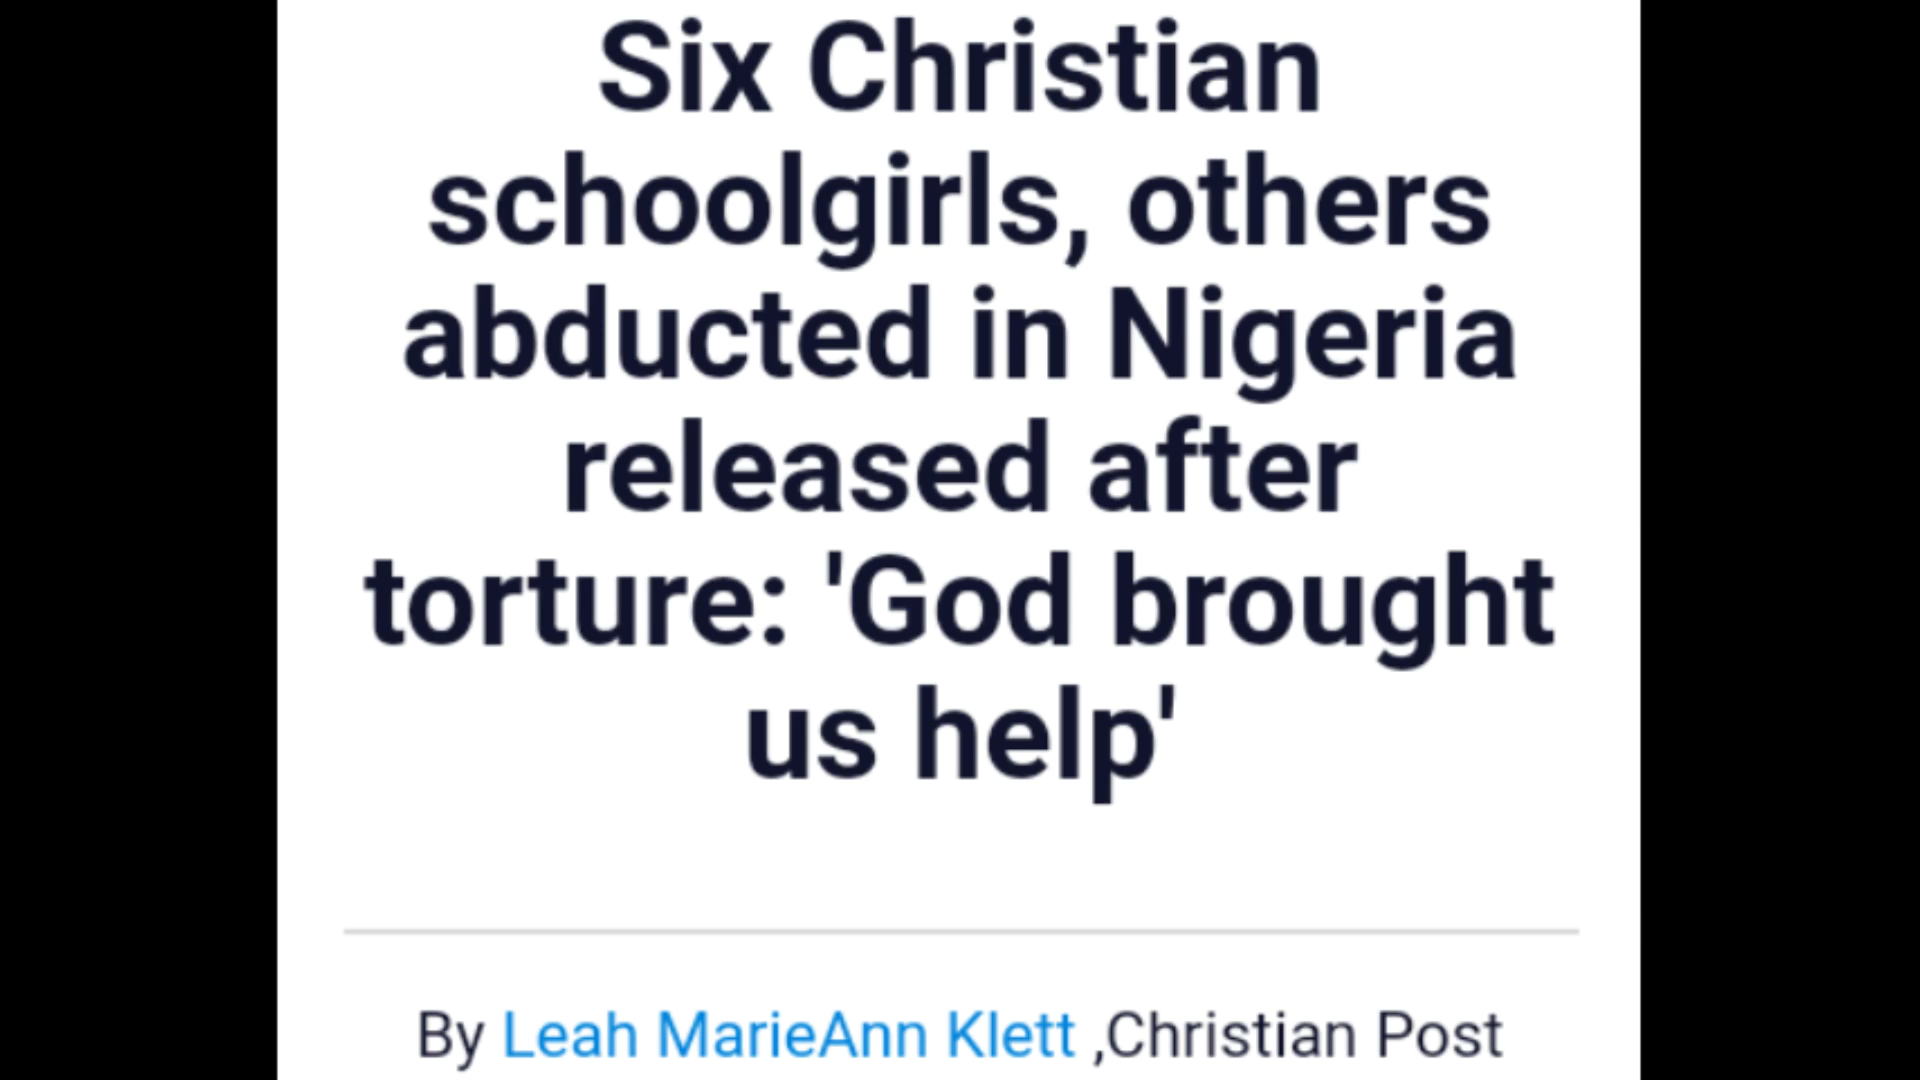 Six Christian
schoolgirls, others
abducted in Nigeria
released after
torture: 'God brought
us help'
By Leah MarieAnn Klett ,Christian Post